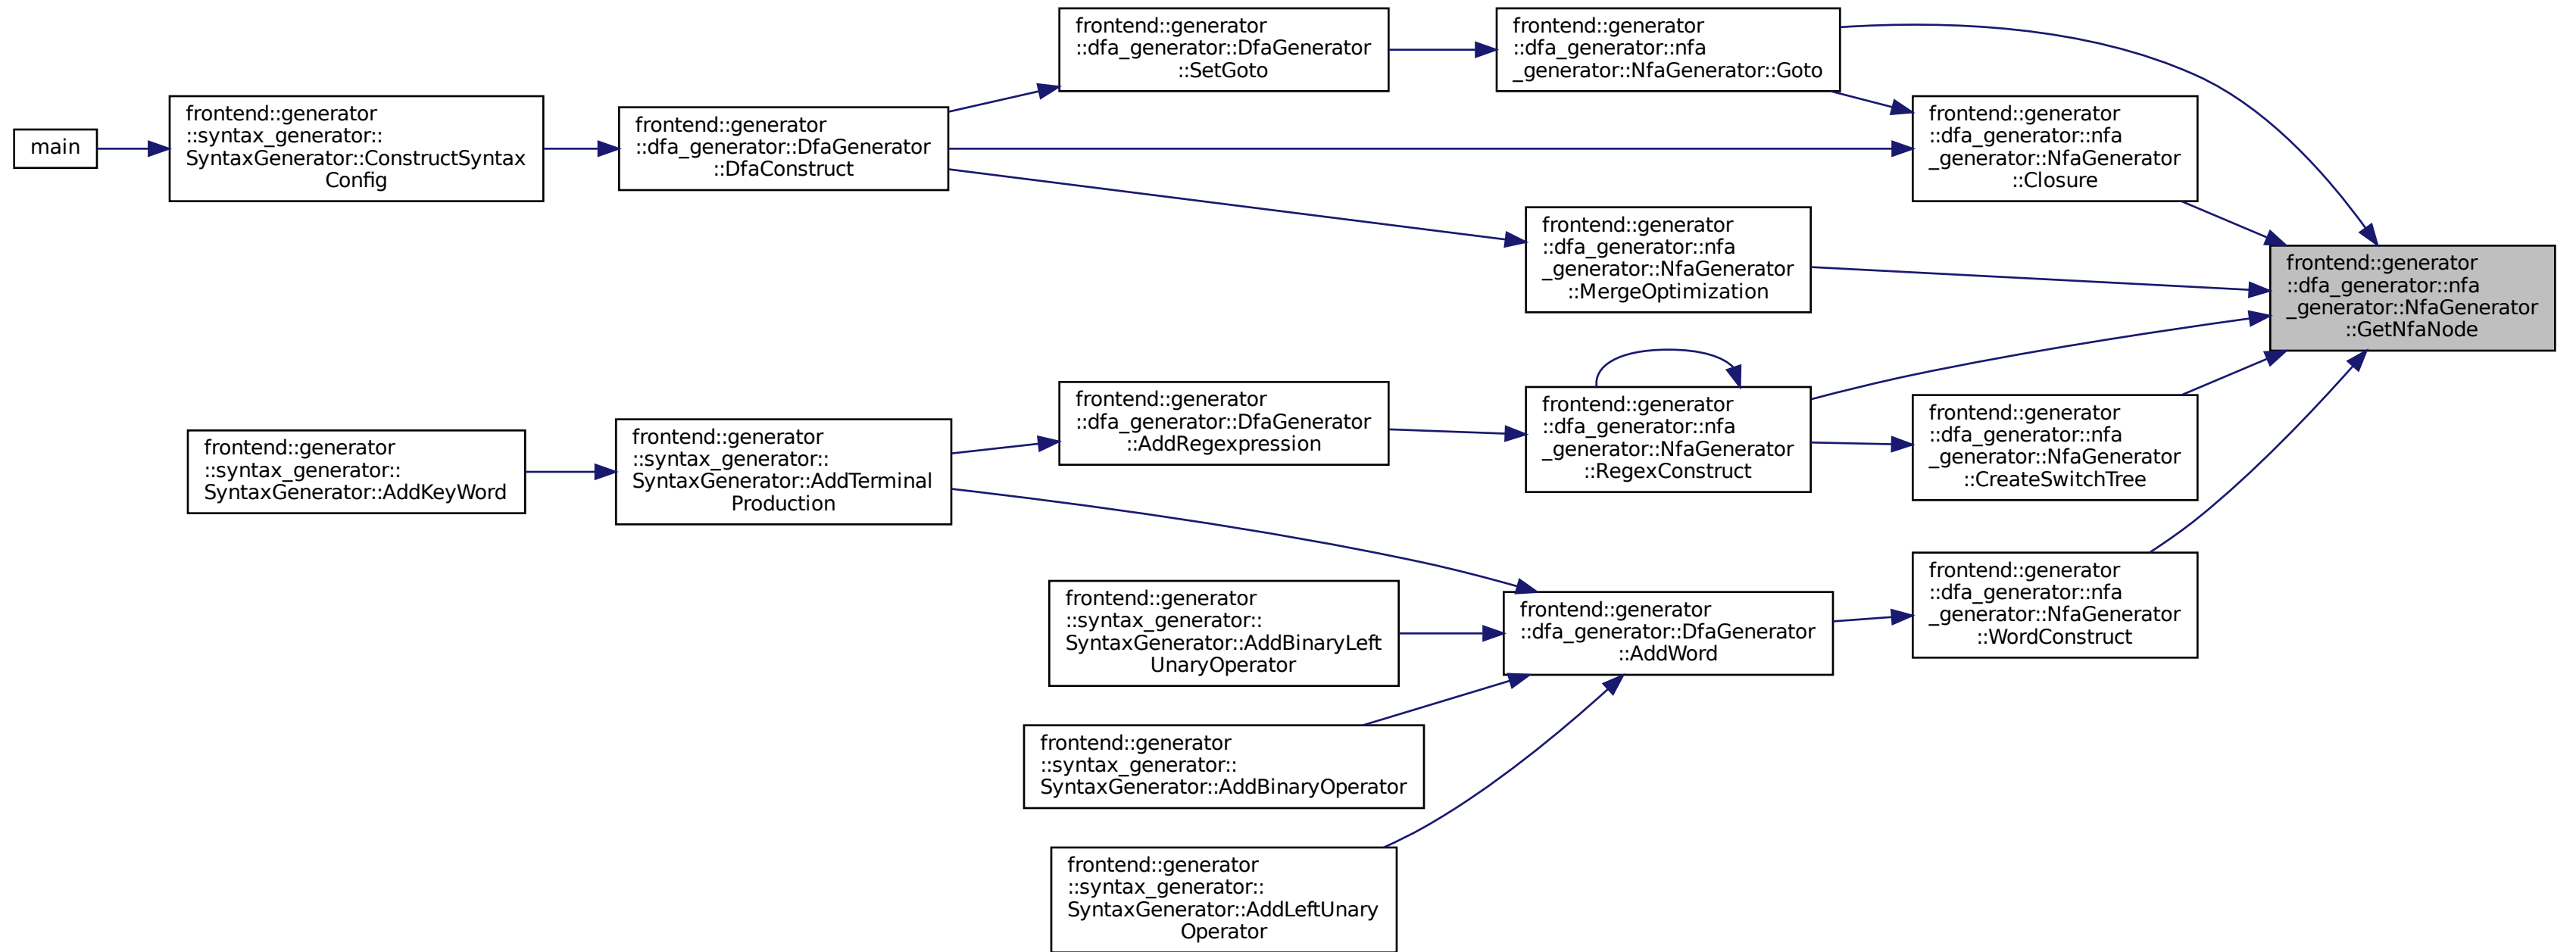 frontend::generator
::dfa_generator::DfaGenerator
::SetGoto
frontend::generator
::dfa_generator::nfa
_generator::NfaGenerator::Goto
main
frontend::generator
::syntax_generator::
SyntaxGenerator::ConstructSyntax
Config
frontend::generator
::dfa_generator::DfaGenerator
::DfaConstruct
frontend::generator
::dfa_generator::nfa
_generator::NfaGenerator
::Closure
frontend::generator
::dfa_generator::nfa
_generator::NfaGenerator
::MergeOptimization
frontend::generator
::dfa_generator::nfa
_generator::NfaGenerator
::GetNfaNode
frontend::generator
::syntax_generator::
SyntaxGenerator::AddKeyWord
frontend::generator
::syntax_generator::
SyntaxGenerator::AddTerminal
Production
frontend::generator
::dfa_generator::DfaGenerator
::AddRegexpression
frontend::generator
::dfa_generator::nfa
_generator::NfaGenerator
::RegexConstruct
frontend::generator
::dfa_generator::nfa
_generator::NfaGenerator
::CreateSwitchTree
frontend::generator
::syntax_generator::
SyntaxGenerator::AddBinaryLeft
UnaryOperator
frontend::generator
::dfa_generator::DfaGenerator
::AddWord
frontend::generator
::dfa_generator::nfa
_generator::NfaGenerator
::WordConstruct
frontend::generator
::syntax_generator::
SyntaxGenerator::AddBinaryOperator
frontend::generator
::syntax_generator::
SyntaxGenerator::AddLeftUnary
Operator